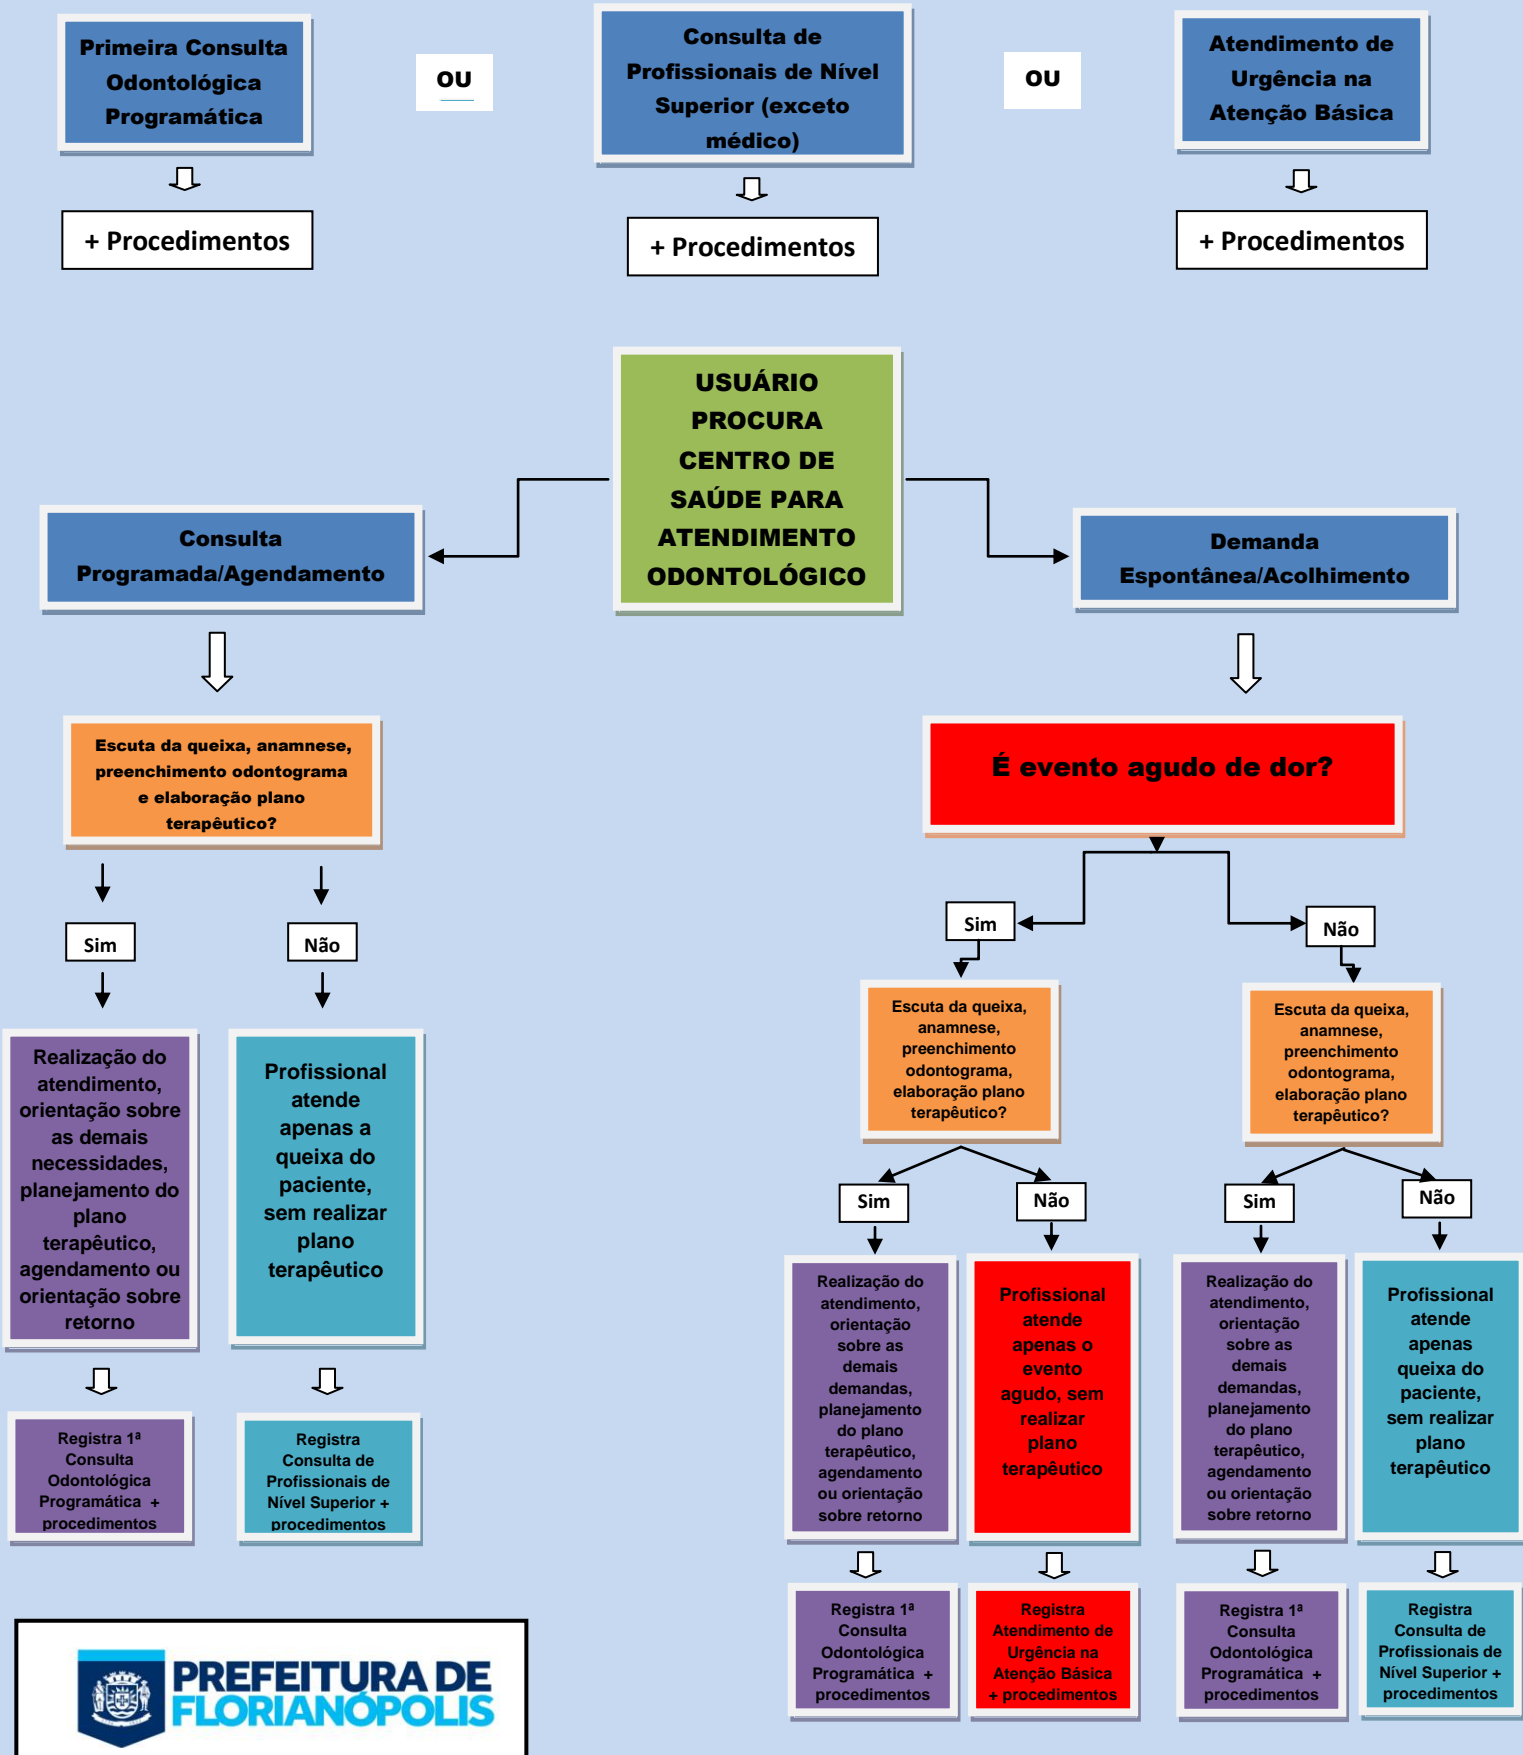 Primeira Consulta
Odontológica
Programática
OU
Consulta de
Profissionais de Nível
Superior (exceto
médico)
OU
Atendimento de
Urgência na
Atenção Básica
+ Procedimentos
+ Procedimentos
+ Procedimentos
USUÁRIO
PROCURA
CENTRO DE
SAÚDE PARA
ATENDIMENTO
ODONTOLÓGICO
Consulta
Programada/Agendamento
Demanda
Espontânea/Acolhimento
Escuta da queixa, anamnese,
preenchimento odontograma
e elaboração plano
terapêutico?
Sim
Não
Realização do
atendimento,
orientação sobre
as demais
necessidades,
planejamento do
plano
terapêutico,
agendamento ou
orientação sobre
retorno
Profissional
atende
apenas a
queixa do
paciente,
sem realizar
plano
terapêutico
Registra 1ª
Consulta
Odontológica
Programática +
procedimentos
Registra
Consulta de
Profissionais de
Nível Superior +
procedimentos
É evento agudo de dor?
Sim
Não
Escuta da queixa,
anamnese,
preenchimento
odontograma,
elaboração plano
terapêutico?
Escuta da queixa,
anamnese,
preenchimento
odontograma,
elaboração plano
terapêutico?
Sim
Não
Sim
Não
Realização do
atendimento,
orientação
sobre as
demais
demandas,
planejamento
do plano
terapêutico,
agendamento
ou orientação
sobre retorno
Profissional
atende
apenas o
evento
agudo, sem
realizar
plano
terapêutico
Realização do
atendimento,
orientação
sobre as
demais
demandas,
planejamento
do plano
terapêutico,
agendamento
ou orientação
sobre retorno
Profissional
atende
apenas
queixa do
paciente,
sem realizar
plano
terapêutico
Registra 1ª
Consulta
Odontológica
Programática +
procedimentos
Registra
Atendimento de
Urgência na
Atenção Básica
+ procedimentos
Registra 1ª
Consulta
Odontológica
Programática +
procedimentos
Registra
Consulta de
Profissionais de
Nível Superior +
procedimentos
PREFEITURA DE
FLORIANÓPOLIS